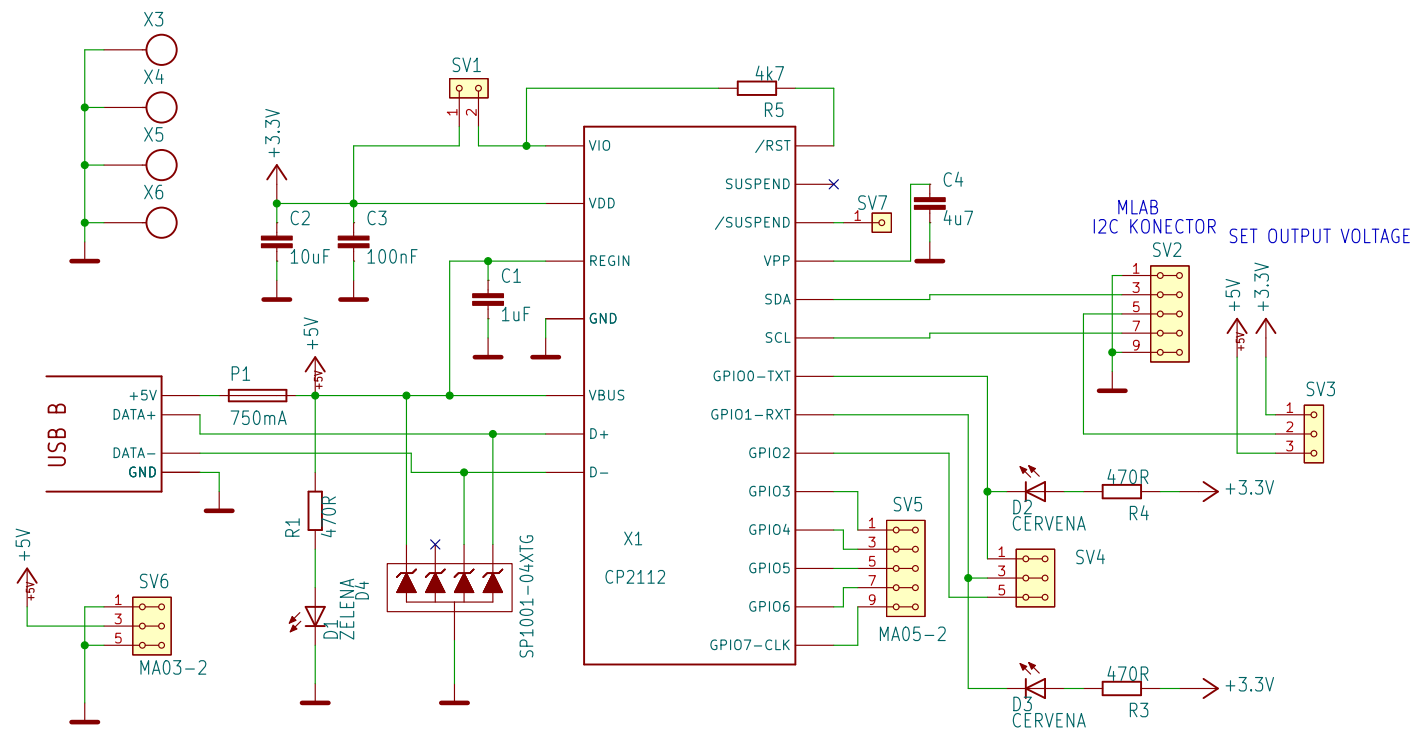 X3
X4
X5
X6
+3.3V
C2
10uF
C3
100nF
SV1
1
2
4k7
R5
VIO
VDD
REGIN
GND
VBUS
D+
D-
/RST
SUSPEND
/SUSPEND
VPP
SDA
SCL
GPIO0-TXT
GPIO1-RXT
GPIO2
GPIO3
GPIO4
GPIO5
GPIO6
GPIO7-CLK
X1
CP2112
C1
1uF
SV7
1
C4
4u7
MLAB
I2C KONECTOR
SV2
1
3
5
7
9
SET OUTPUT VOLTAGE
+5V
+5V
+3.3V
SV3
1
2
3
USB B
+5V
DATA+
DATA-
GND
P1
750mA
+5V
+5V
R1
470R
D1
ZELENA
D4
SP1001-04XTG
+5V
+5V
SV6
1
3
5
MA03-2
SV5
1
3
5
7
9
MA05-2
470R
D2
CERVENA
R4
+3.3V
SV4
1
3
5
470R
D3
CERVENA
R3
+3.3V